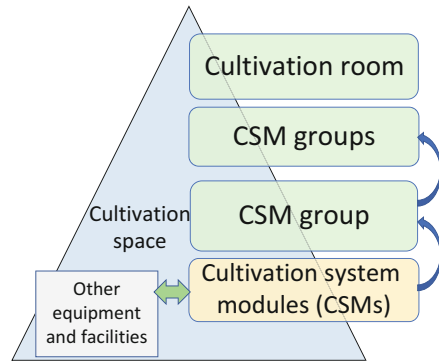 Cultivation room
CSM groups
CSM group
Cultivation
space
Cultivation system
modules (CSMs)
Other
equipment
and facilities